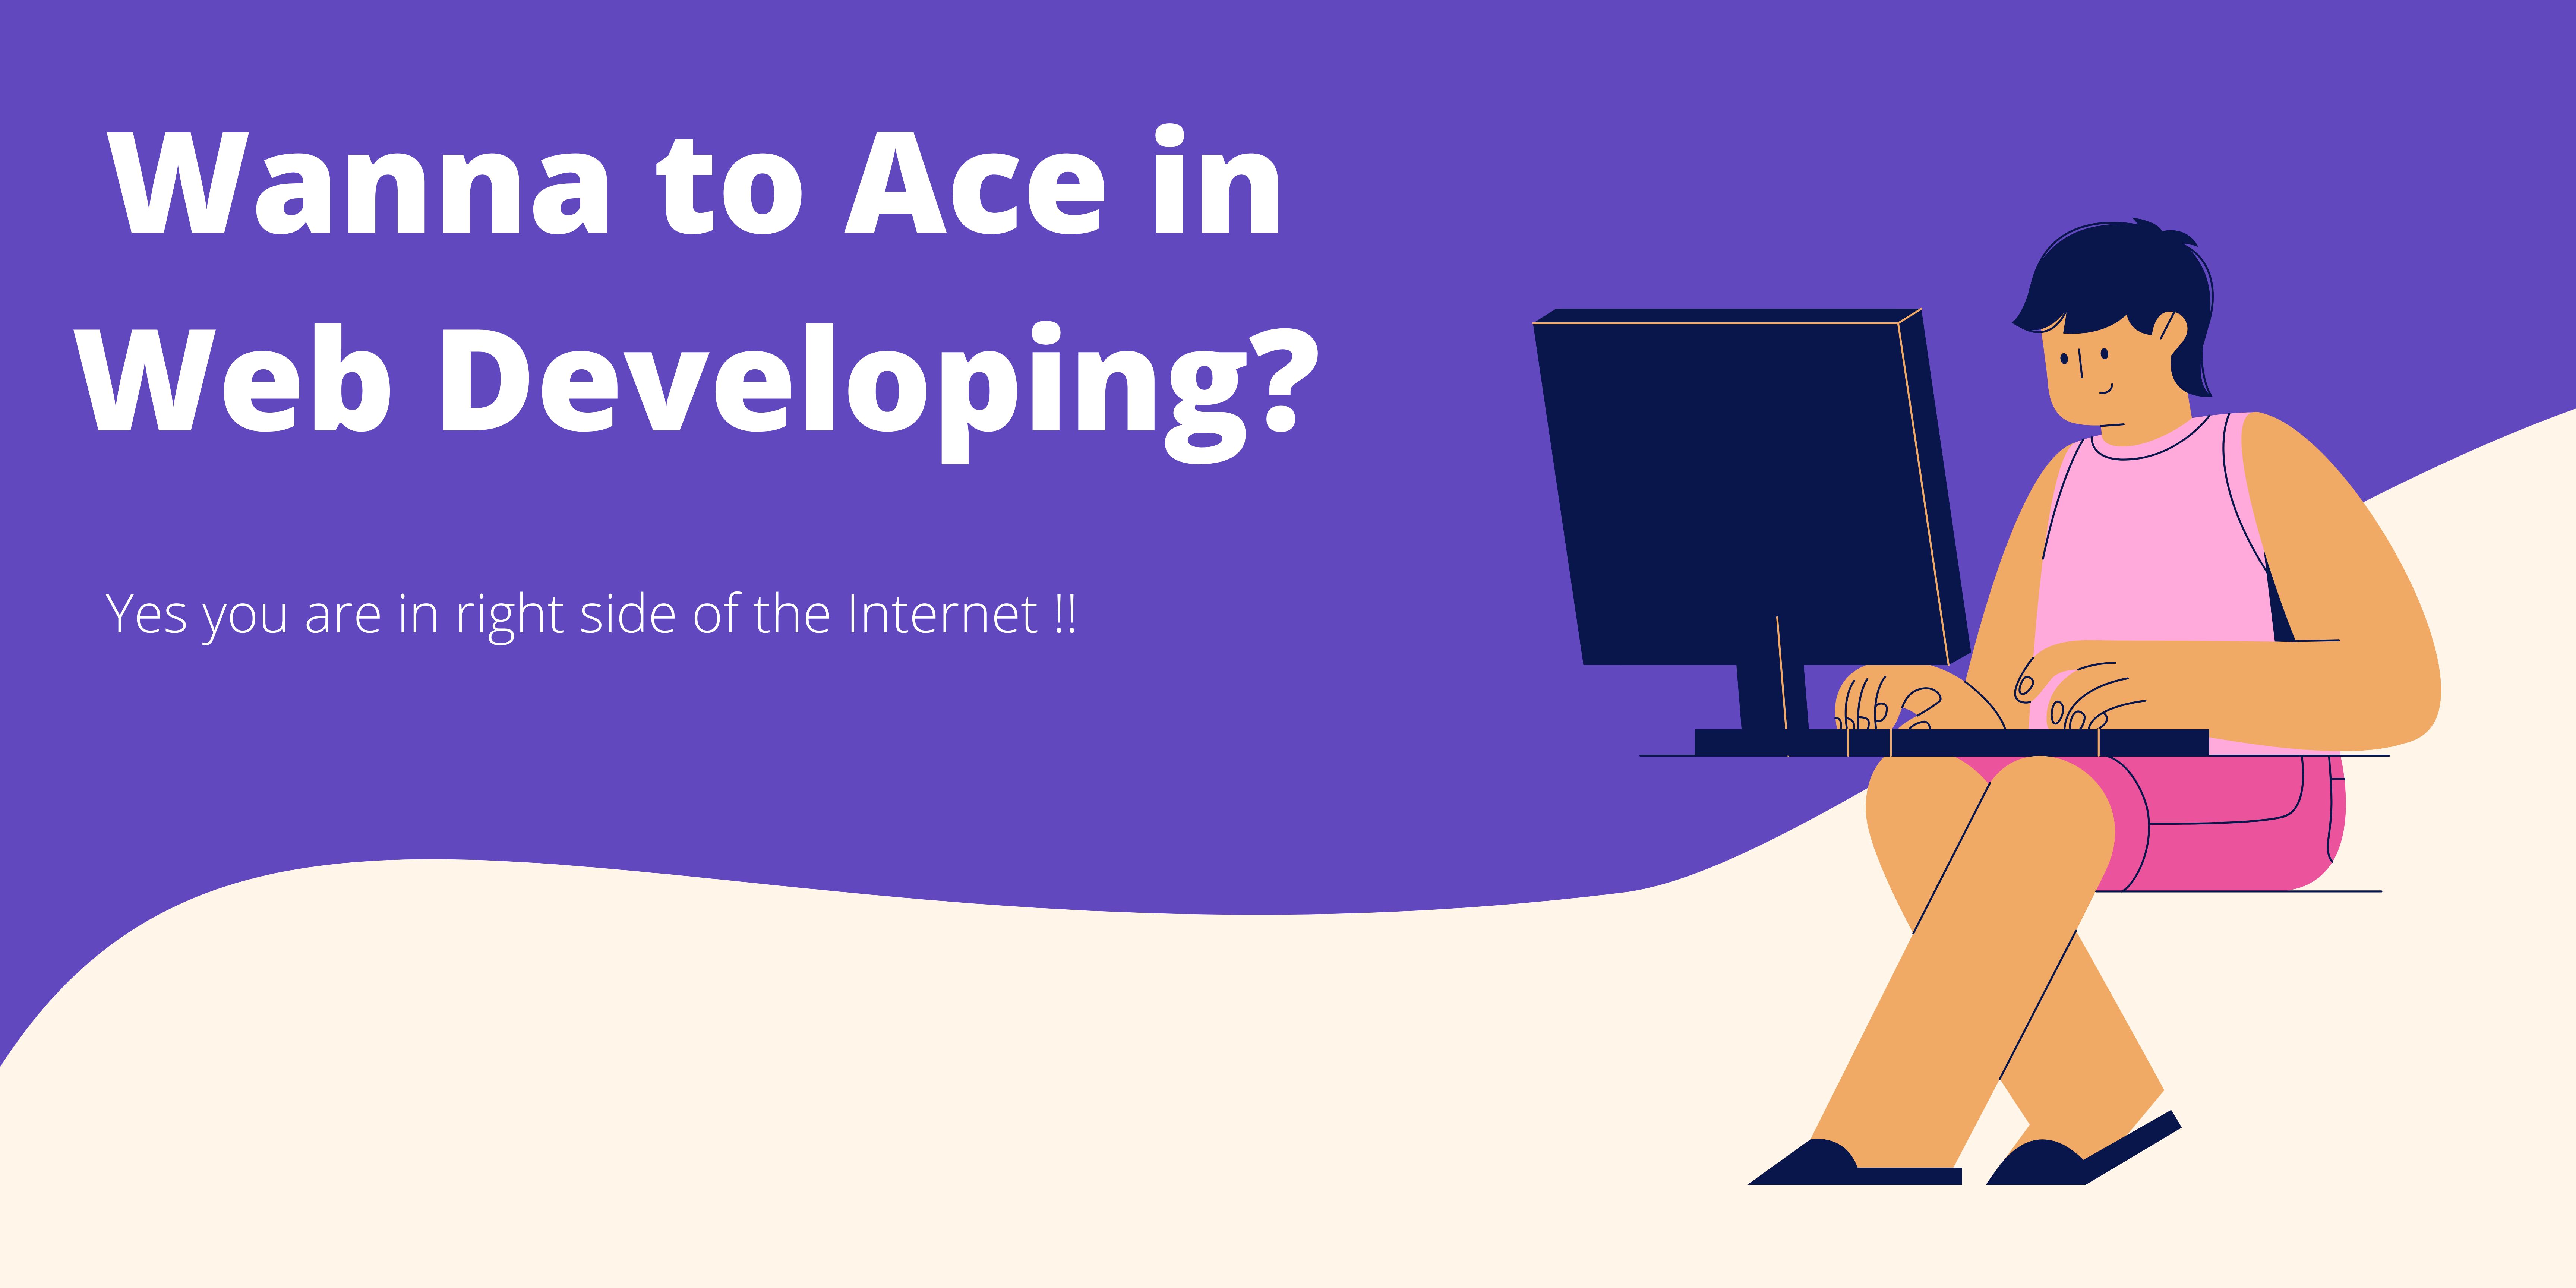 Wanna to Ace in
Web Developing?
Yes you are in right side of the Internet !!